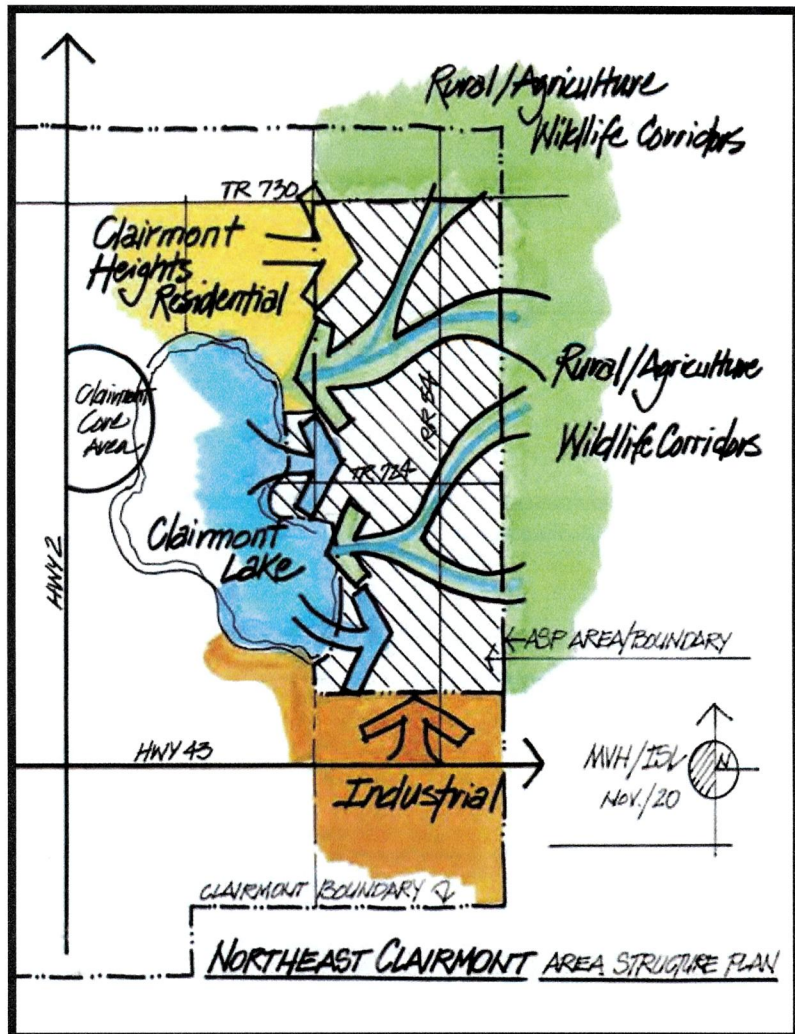 Rural/Agriculture
Wildlife Corridors
TR 730
Clairmont
Heights
Residential
Clairmont
Core
Area
RR 54
Rural/Agriculture
Wildlife Corridors
TR 724
Clairmont
Lake
HWY 2
ASP AREA/BOUNDARY
HWY 43
Industrial
MVH/ISL
NOV./20
N
CLAIRMONT BOUNDARY
NORTHEAST CLAIRMONT AREA STRUCTURE PLAN